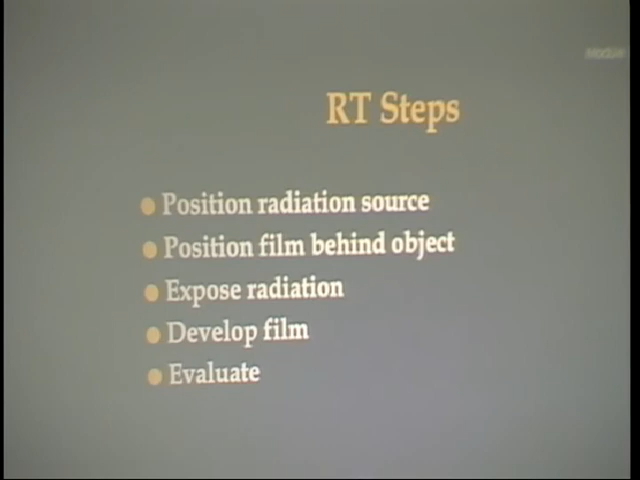 RT Steps
Position radiation source
Position film behind object
Expose radiation
Develop film
Evaluate